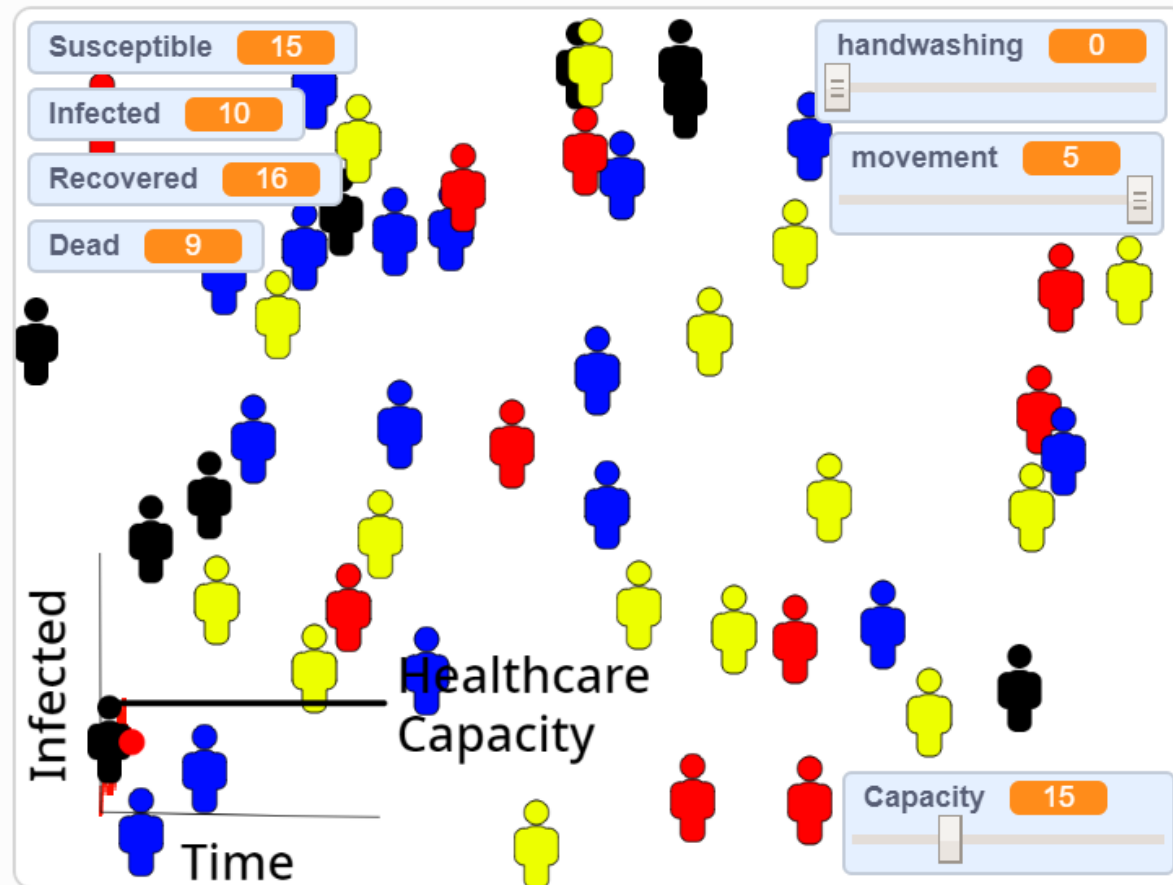 Susceptible 15
Infected 10
Recovered 16
Dead 9
handwashing 0
movement 5
Infected
Healthcare
Capacity
Time
Capacity 15